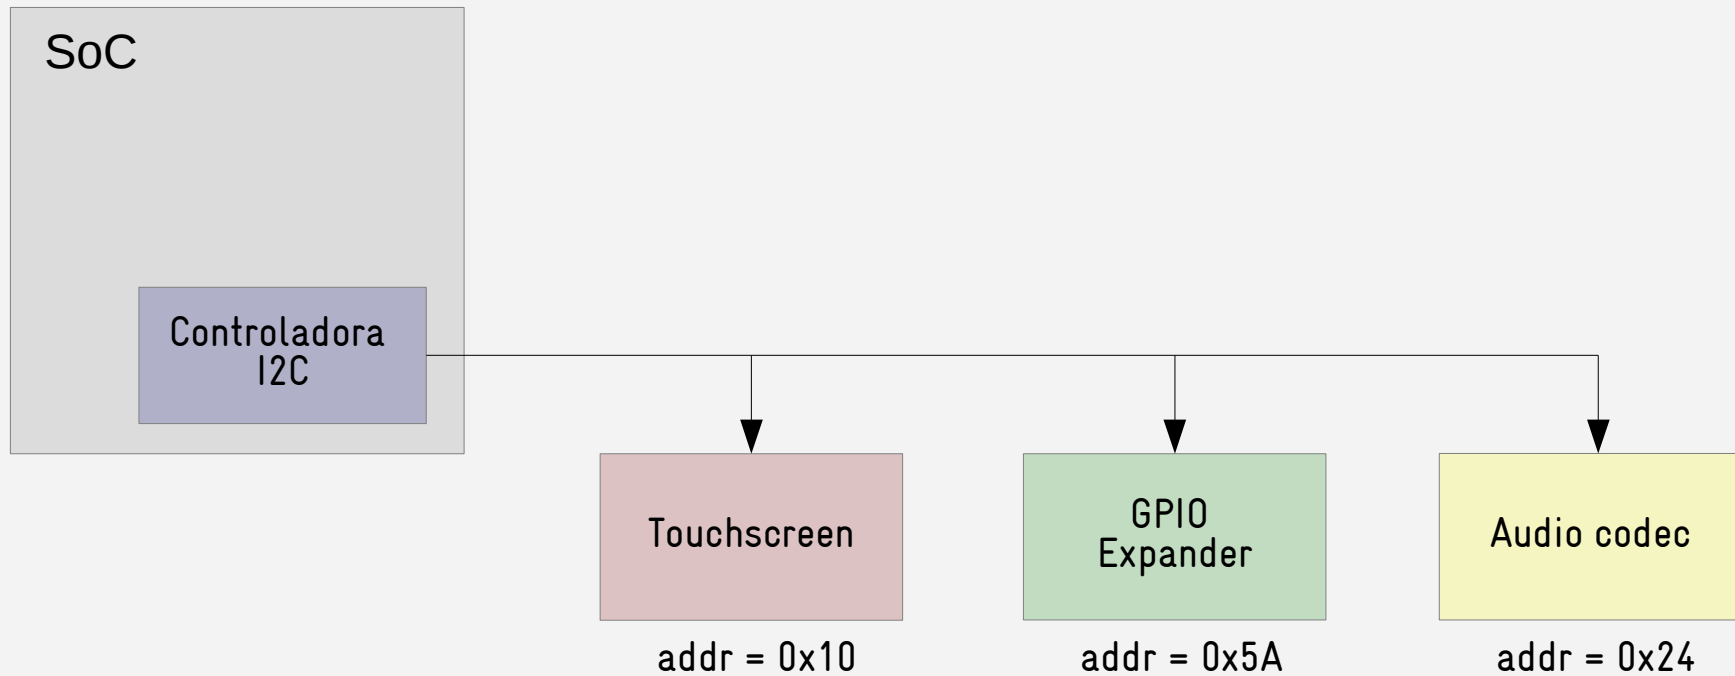 SoC
Controladora
I2C
Touchscreen
GPIO
Expander
Audio codec
addr = 0x10
addr = 0x5A
addr = 0x24